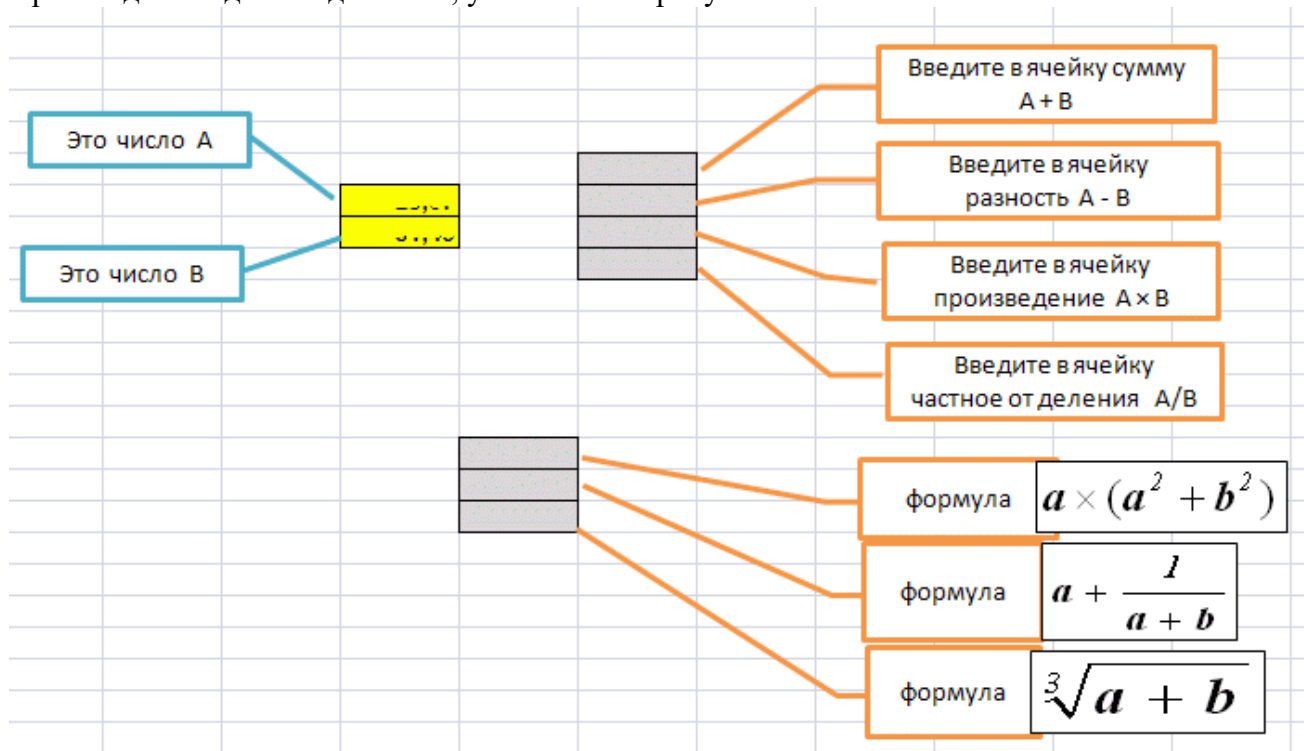 Введите в ячейку сумму
A + B
Это число A
Введите в ячейку
разность A - B
Это число B
Введите в ячейку
произведение A × B
Введите в ячейку
частное от деления A/B
формула a × (a² + b²)
формула a + 1/(a + b)
формула ∛(a + b)